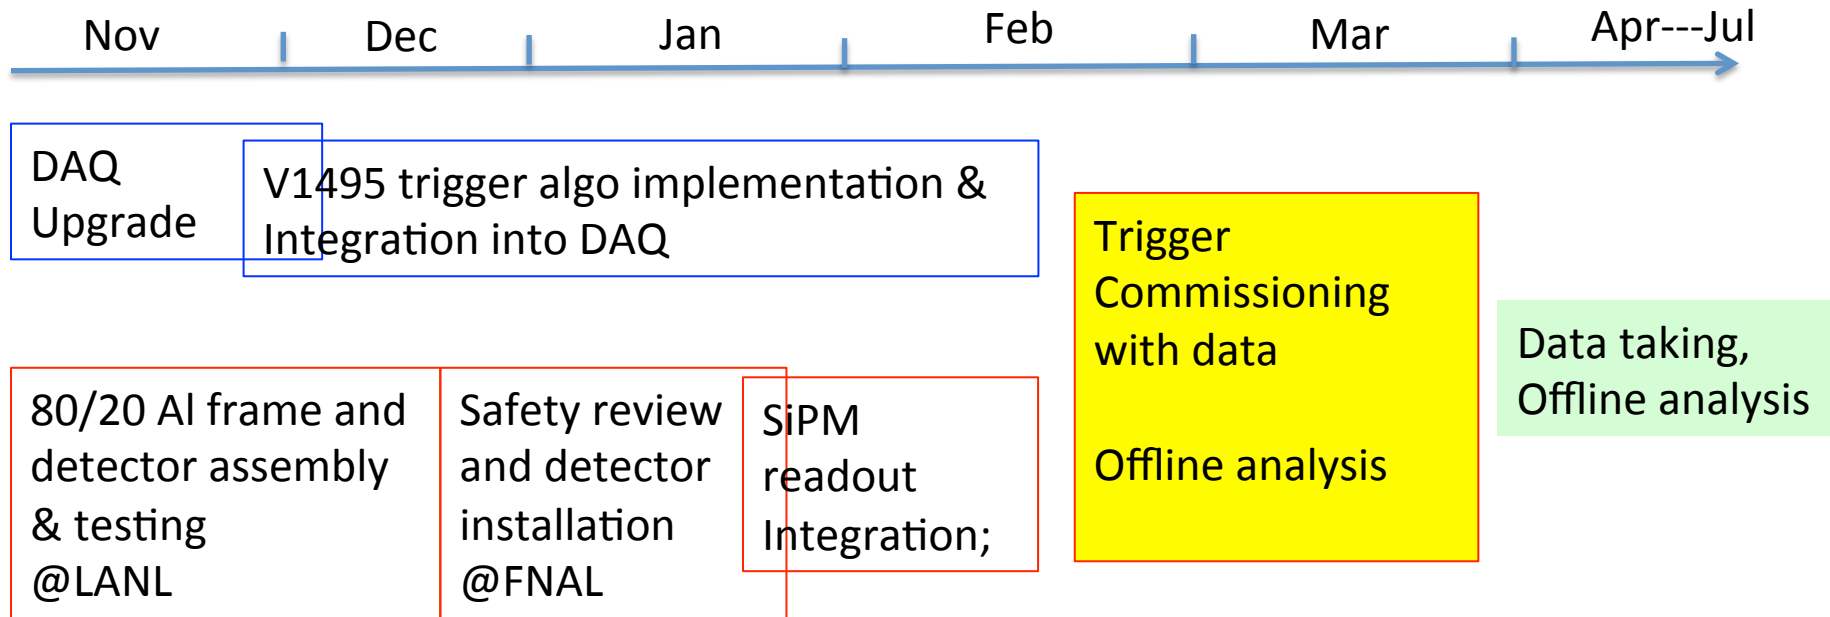 Nov Dec Jan Feb Mar Apr---Jul
DAQ
Upgrade
V1495 trigger algo implementation &
Integration into DAQ
80/20 Al frame and
detector assembly
& testing
@LANL
Safety review
and detector
installation
@FNAL
SiPM
readout
Integration;
Trigger
Commissioning
with data
Offline analysis
Data taking,
Offline analysis